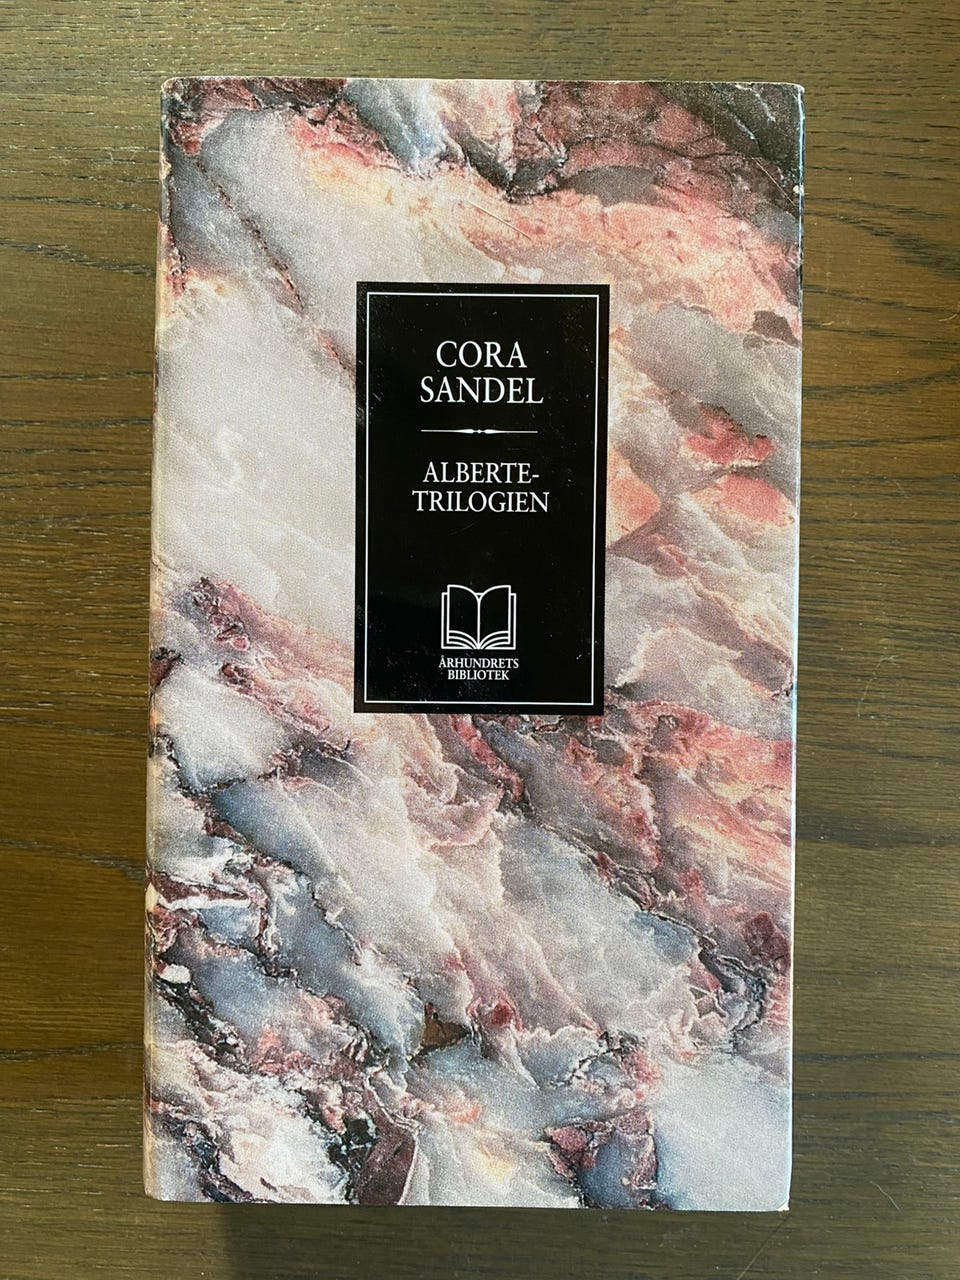 CORA
SANDEL
ALBERTE-
TRILOGIEN
ÅRHUNDRETS
BIBLIOTEK